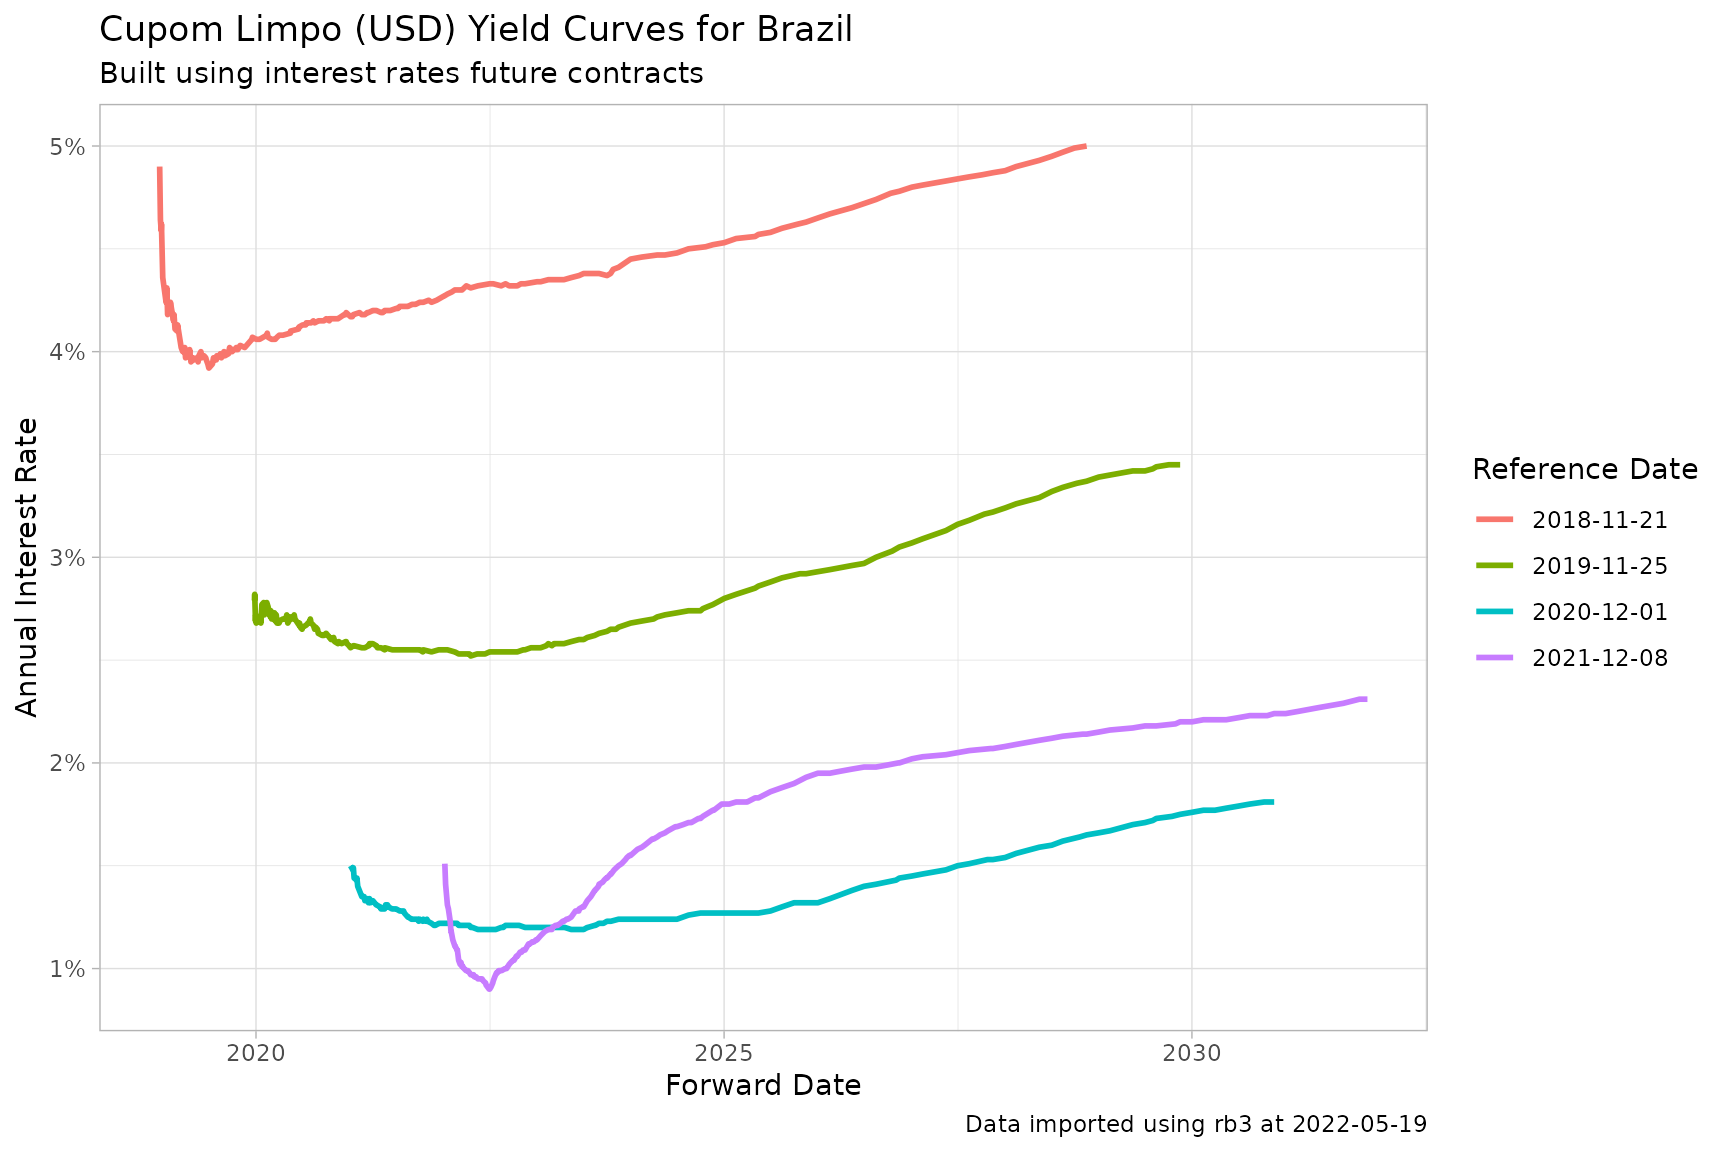 Cupom Limpo (USD) Yield Curves for Brazil
Built using interest rates future contracts
Annual Interest Rate
5%
4%
3%
2%
1%
2020
2025
2030
Forward Date
Reference Date
2018-11-21
2019-11-25
2020-12-01
2021-12-08
Data imported using rb3 at 2022-05-19